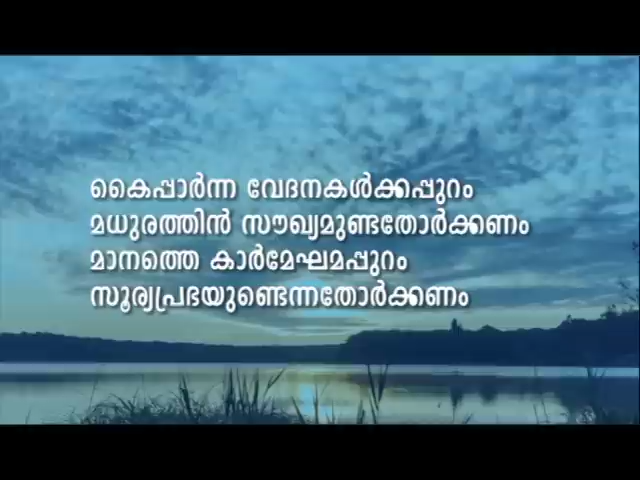 കൈപ്പാർന്ന വേദനകൾക്കപ്പുറം
മധുരത്തിൻ സൗഖ്യമുണ്ടതോർക്കണം
മാനത്തെ കാർമേഘമപ്പുറം
സൂര്യപ്രഭയുണ്ടെന്നതോർക്കണം